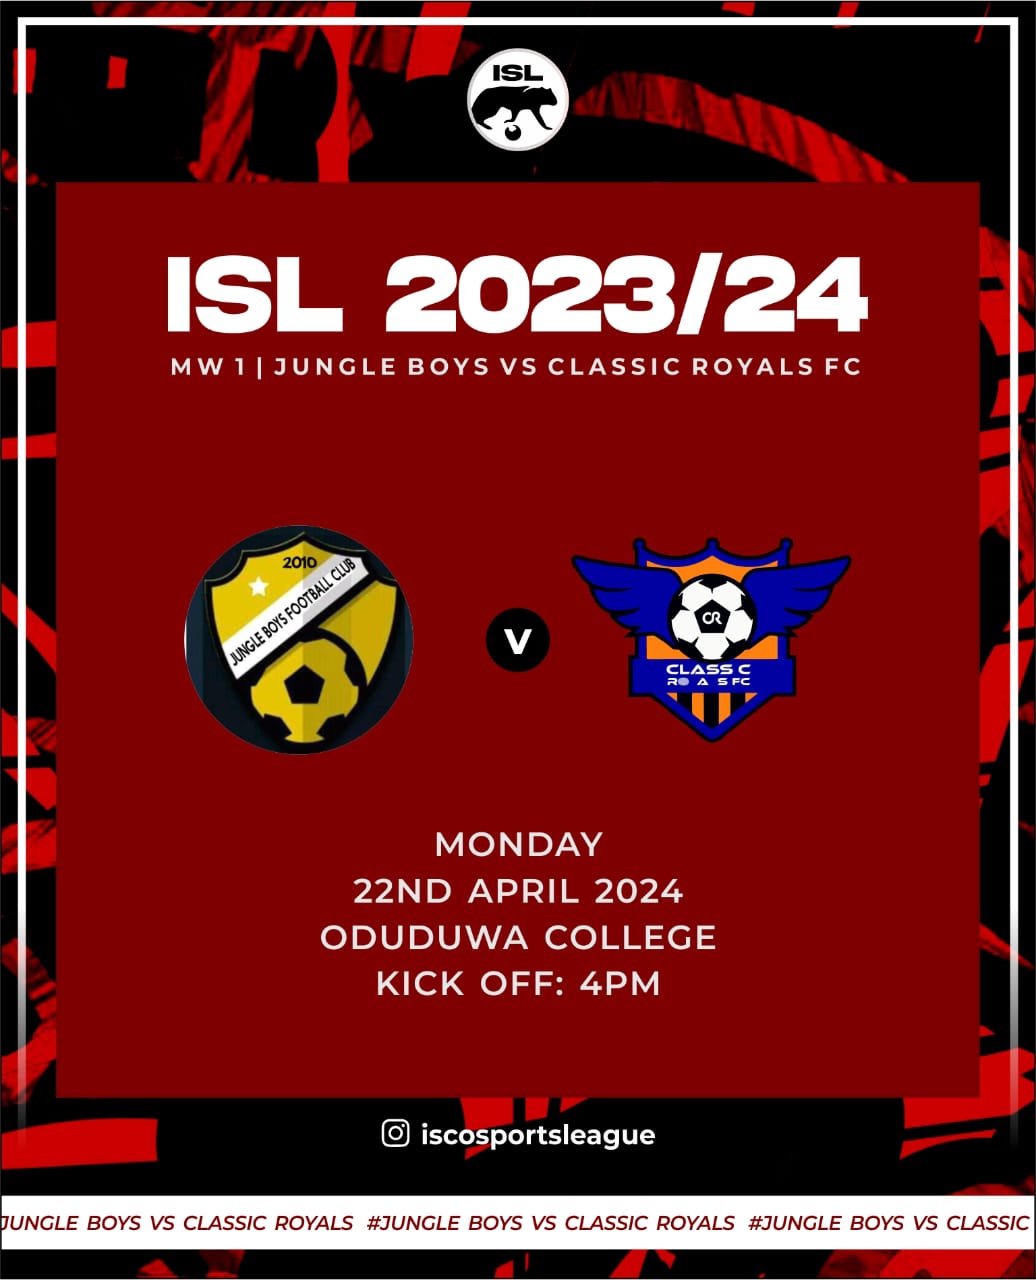 ISL
ISL 2023/24
MW 1 | JUNGLE BOYS VS CLASSIC ROYALS FC
2010
JUNGLE BOYS FOOTBALL CLUB
V
CR
CLASS C
R A S FC
MONDAY
22ND APRIL 2024
ODUDUWA COLLEGE
KICK OFF: 4PM
iscosportsleague
JUNGLE BOYS VS CLASSIC ROYALS #JUNGLE BOYS VS CLASSIC ROYALS #JUNGLE BOYS VS CLASSIC